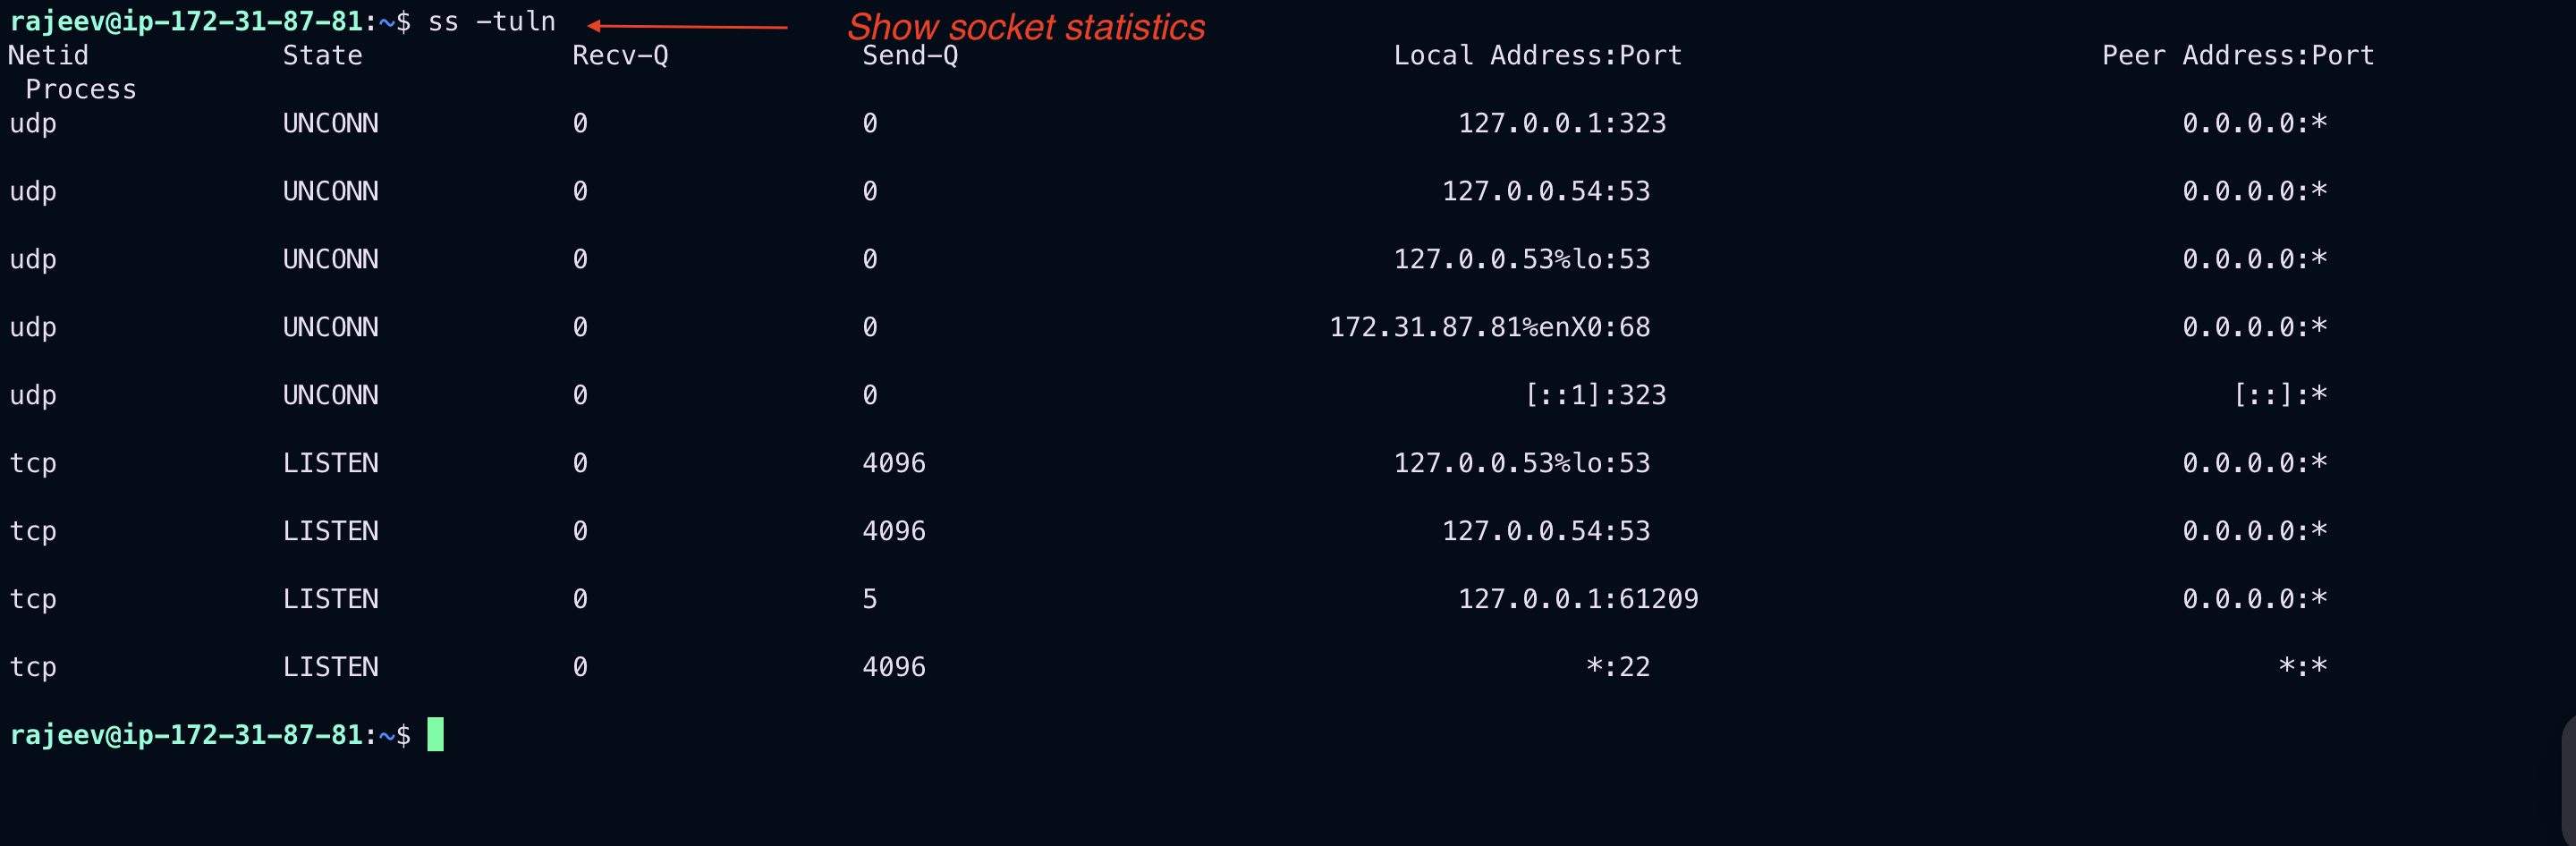 rajeev@ip-172-31-87-81:~$ ss -tuln Show socket statistics
Netid State Recv-Q Send-Q Local Address:Port Peer Address:Port
Process
udp UNCONN 0 0 127.0.0.1:323 0.0.0.0:*
udp UNCONN 0 0 127.0.0.54:53 0.0.0.0:*
udp UNCONN 0 0 127.0.0.53%lo:53 0.0.0.0:*
udp UNCONN 0 0 172.31.87.81%enX0:68 0.0.0.0:*
udp UNCONN 0 0 [::1]:323 [::]:*
tcp LISTEN 0 4096 127.0.0.53%lo:53 0.0.0.0:*
tcp LISTEN 0 4096 127.0.0.54:53 0.0.0.0:*
tcp LISTEN 0 5 127.0.0.1:61209 0.0.0.0:*
tcp LISTEN 0 4096 *:22 *:*
rajeev@ip-172-31-87-81:~$